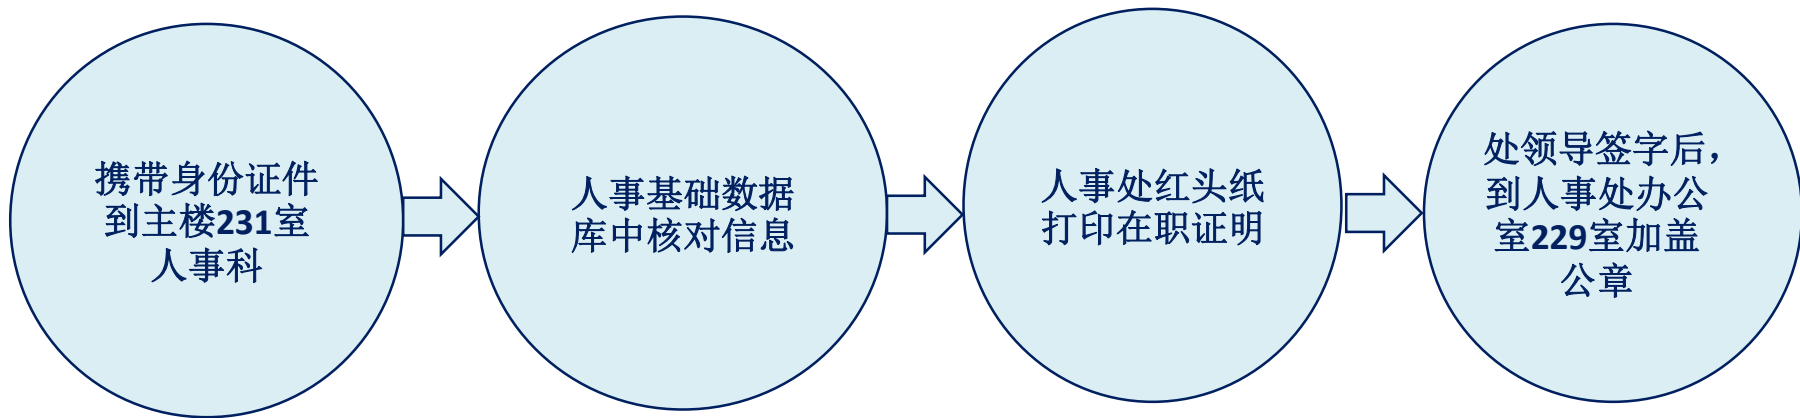 携带身份证件
到主楼231室
人事科
人事基础数据
库中核对信息
人事处红头纸
打印在职证明
处领导签字后，
到人事处办公
室229室加盖
公章